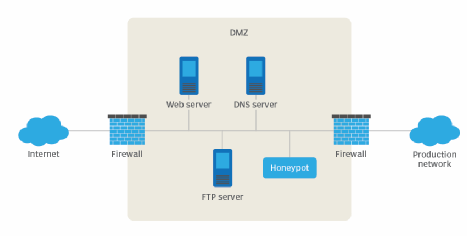 DMZ
Web server
DNS server
Internet
Firewall
Firewall
Production
network
Honeypot
FTP server